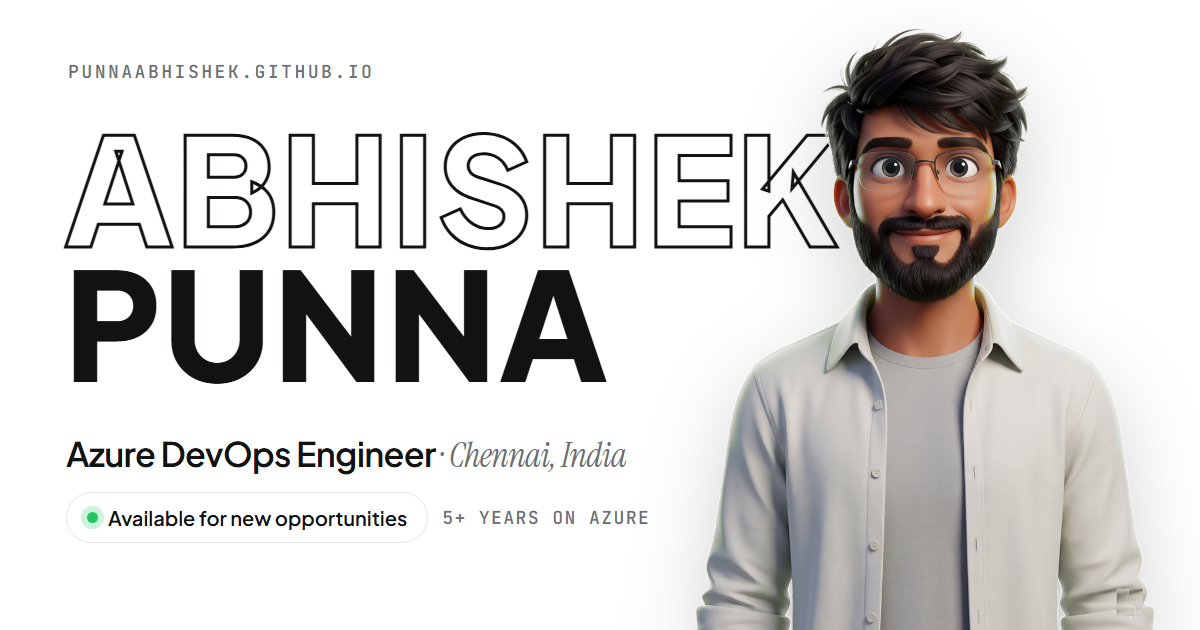 PUNNAABHISHEK.GITHUB.IO
ABHISHEK
PUNNA
Azure DevOps Engineer · Chennai, India
Available for new opportunities 5+ YEARS ON AZURE